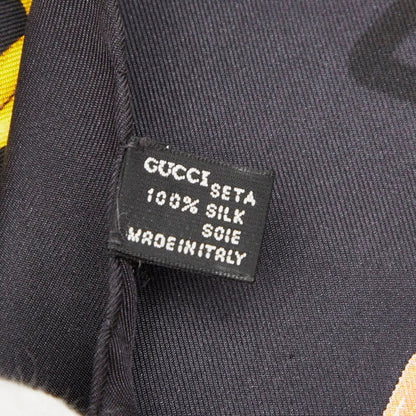 GUCCI SETA
100% SILK
SOIE
MADE IN ITALY